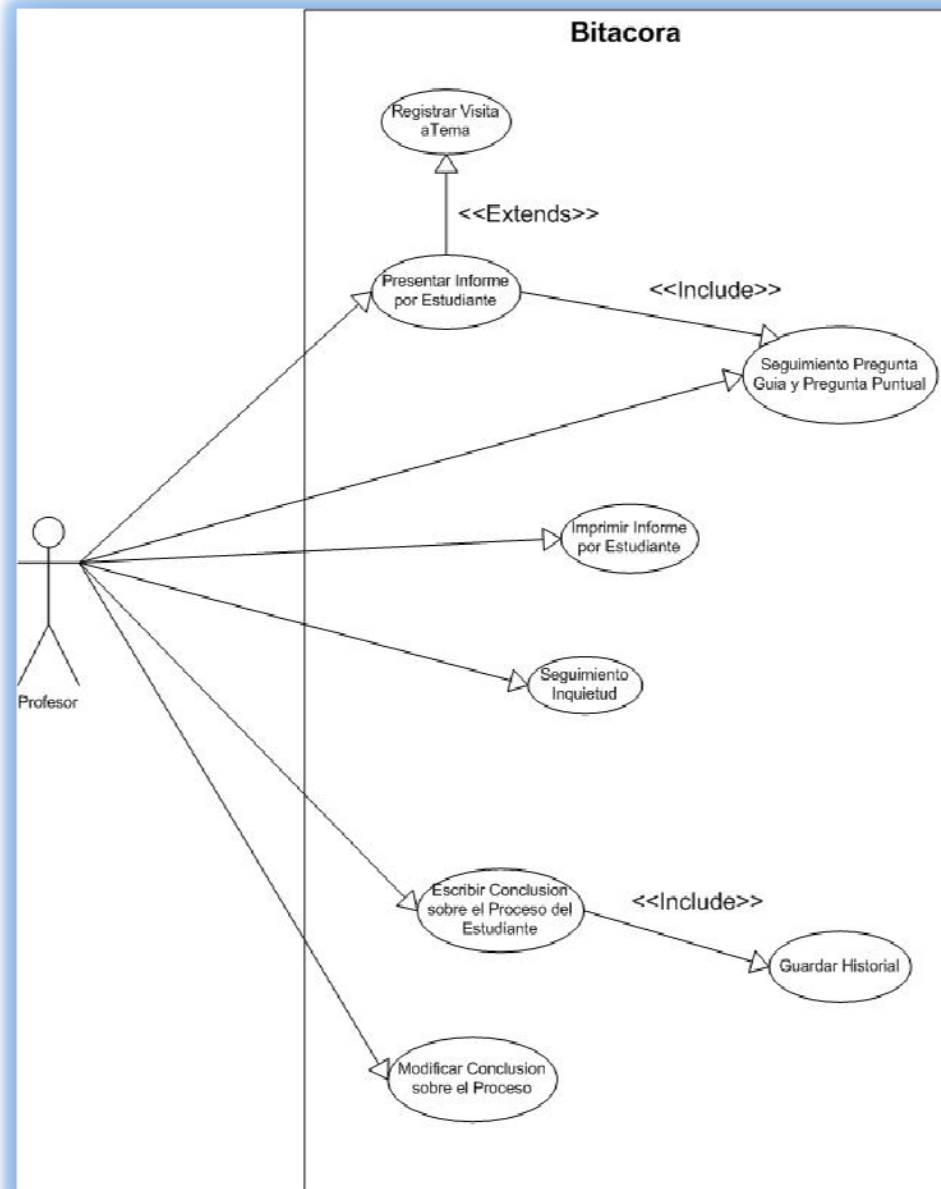 Bitacora
Registrar Visita
aTema
<<Extends>>
Presentar Informe
por Estudiante
<<Include>>
Seguimiento Pregunta
Guia y Pregunta Puntual
Imprimir Informe
por Estudiante
Profesor
Seguimiento
Inquietud
Escribir Conclusion
sobre el Proceso del
Estudiante
<<Include>>
Guardar Historial
Modificar Conclusion
sobre el Proceso